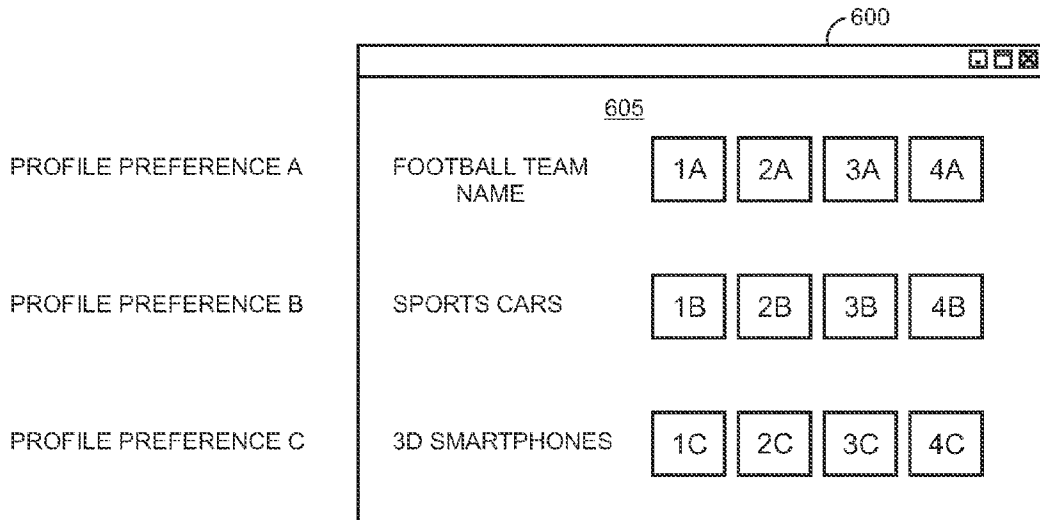 600
605
PROFILE PREFERENCE A FOOTBALL TEAM NAME 1A 2A 3A 4A
PROFILE PREFERENCE B SPORTS CARS 1B 2B 3B 4B
PROFILE PREFERENCE C 3D SMARTPHONES 1C 2C 3C 4C